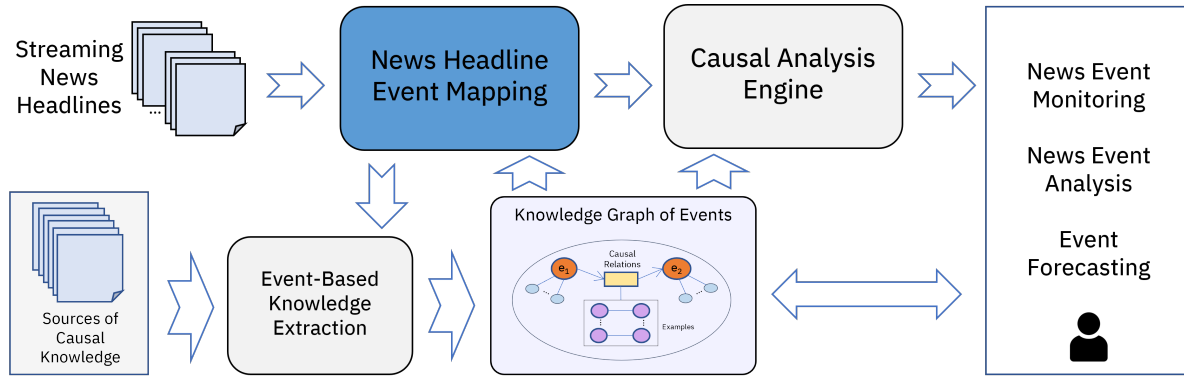 Streaming
News
Headlines
...
News Headline
Event Mapping
Causal Analysis
Engine
News Event
Monitoring
News Event
Analysis
Event
Forecasting
Sources of
Causal
Knowledge
Event-Based
Knowledge
Extraction
Knowledge Graph of Events
Causal
Relations
e₁
e₂
Examples